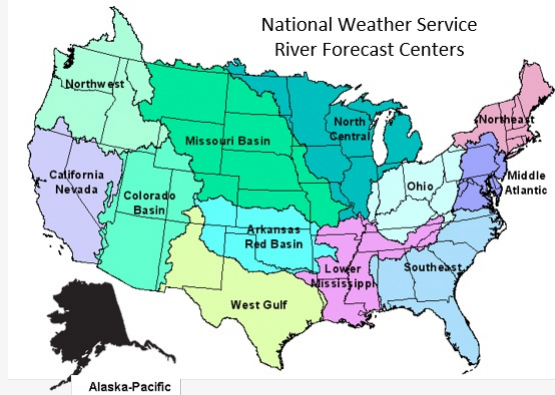 National Weather Service
River Forecast Centers
Northwest
Missouri Basin
North
Central
Northeast
California
Nevada
Colorado
Basin
Ohio
Middle
Atlantic
Arkansas
Red Basin
Lower
Mississippi
Southeast
West Gulf
Alaska-Pacific